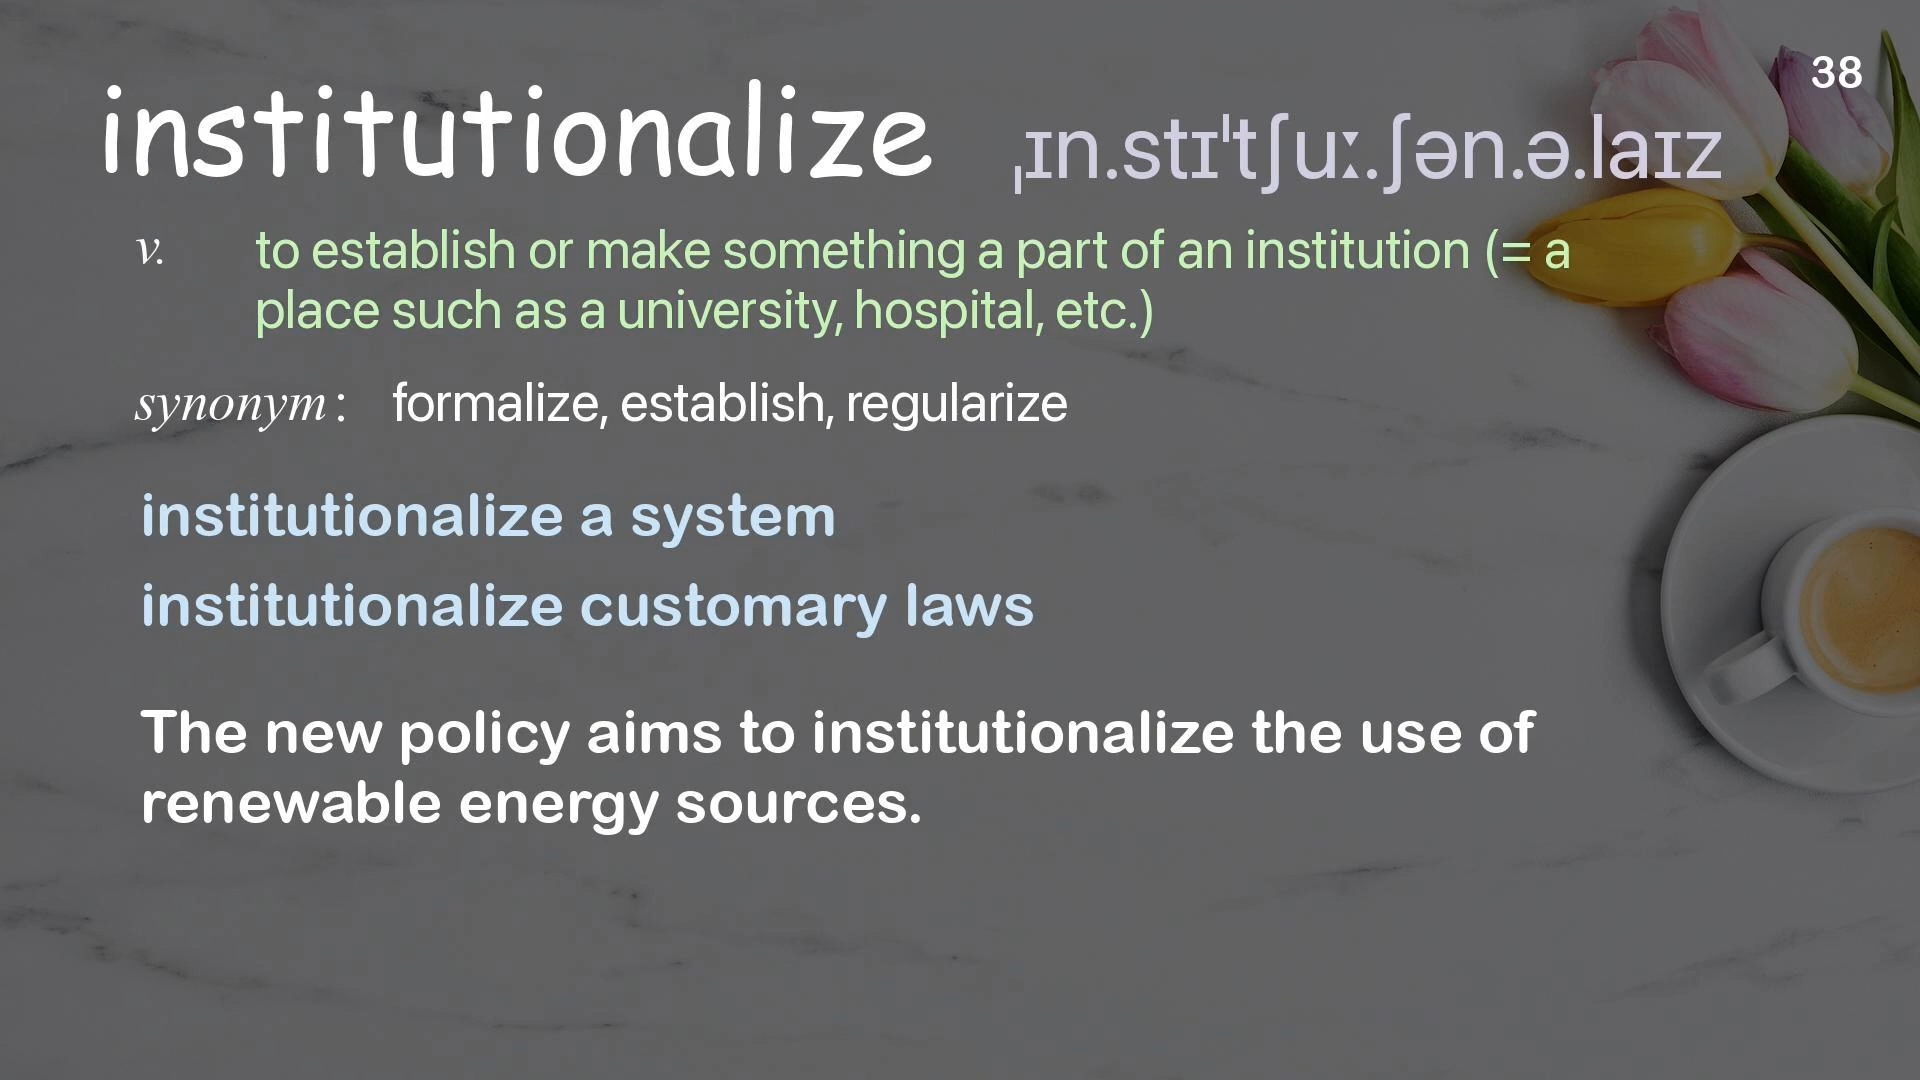 38
institutionalize ˌɪn.stɪˈtʃuː.ʃən.ə.laɪz
v. to establish or make something a part of an institution (= a
place such as a university, hospital, etc.)
synonym: formalize, establish, regularize
institutionalize a system
institutionalize customary laws
The new policy aims to institutionalize the use of
renewable energy sources.